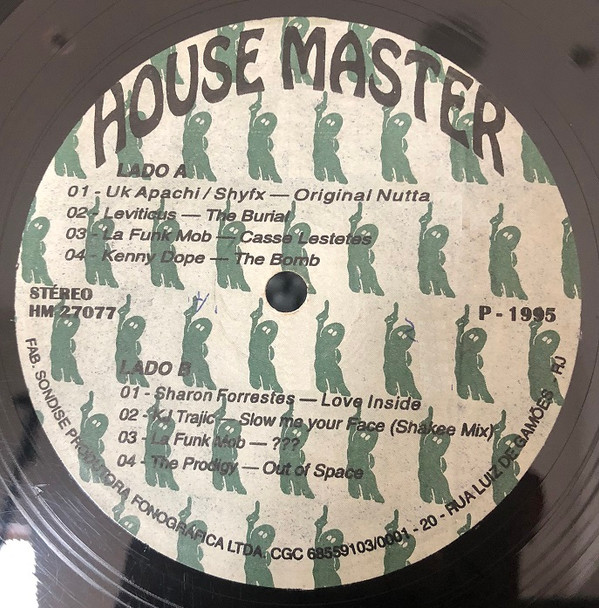 HOUSE MASTER
LADO A
01 - Uk Apachi / Shyfx — Original Nutta
02 - Leviticus — The Burial
03 - La Funk Mob — Casse Lestetes
04 - Kenny Dope — The Bomb
STÉREO
HM 27077
P - 1995
LADO B
01 - Sharon Forrestes — Love Inside
02 - KJ Trajic — Slow me your Face (Shakee Mix)
03 - La Funk Mob — ???
04 - The Prodigy — Out of Space
FAB. SONDISE PRODUTORA FONOGRÁFICA LTDA. CGC 68559103/0001 - 20 - RUA LUIZ DE GAMÕES - RJ